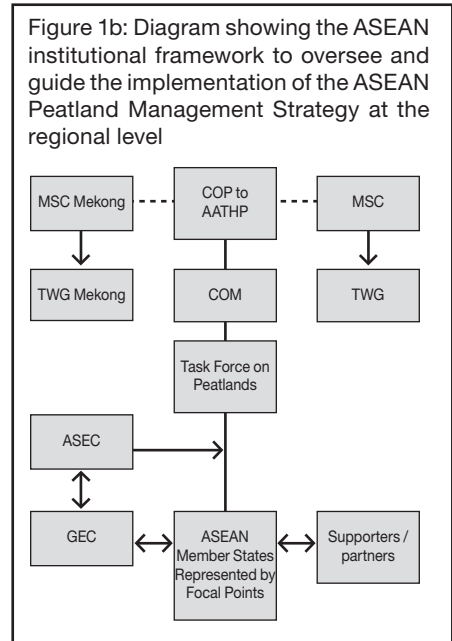 Figure 1b: Diagram showing the ASEAN
institutional framework to oversee and
guide the implementation of the ASEAN
Peatland Management Strategy at the
regional level
MSC Mekong
COP to
AATHP
MSC
TWG Mekong
COM
TWG
Task Force on
Peatlands
ASEC
GEC
ASEAN
Member States
Represented by
Focal Points
Supporters /
partners